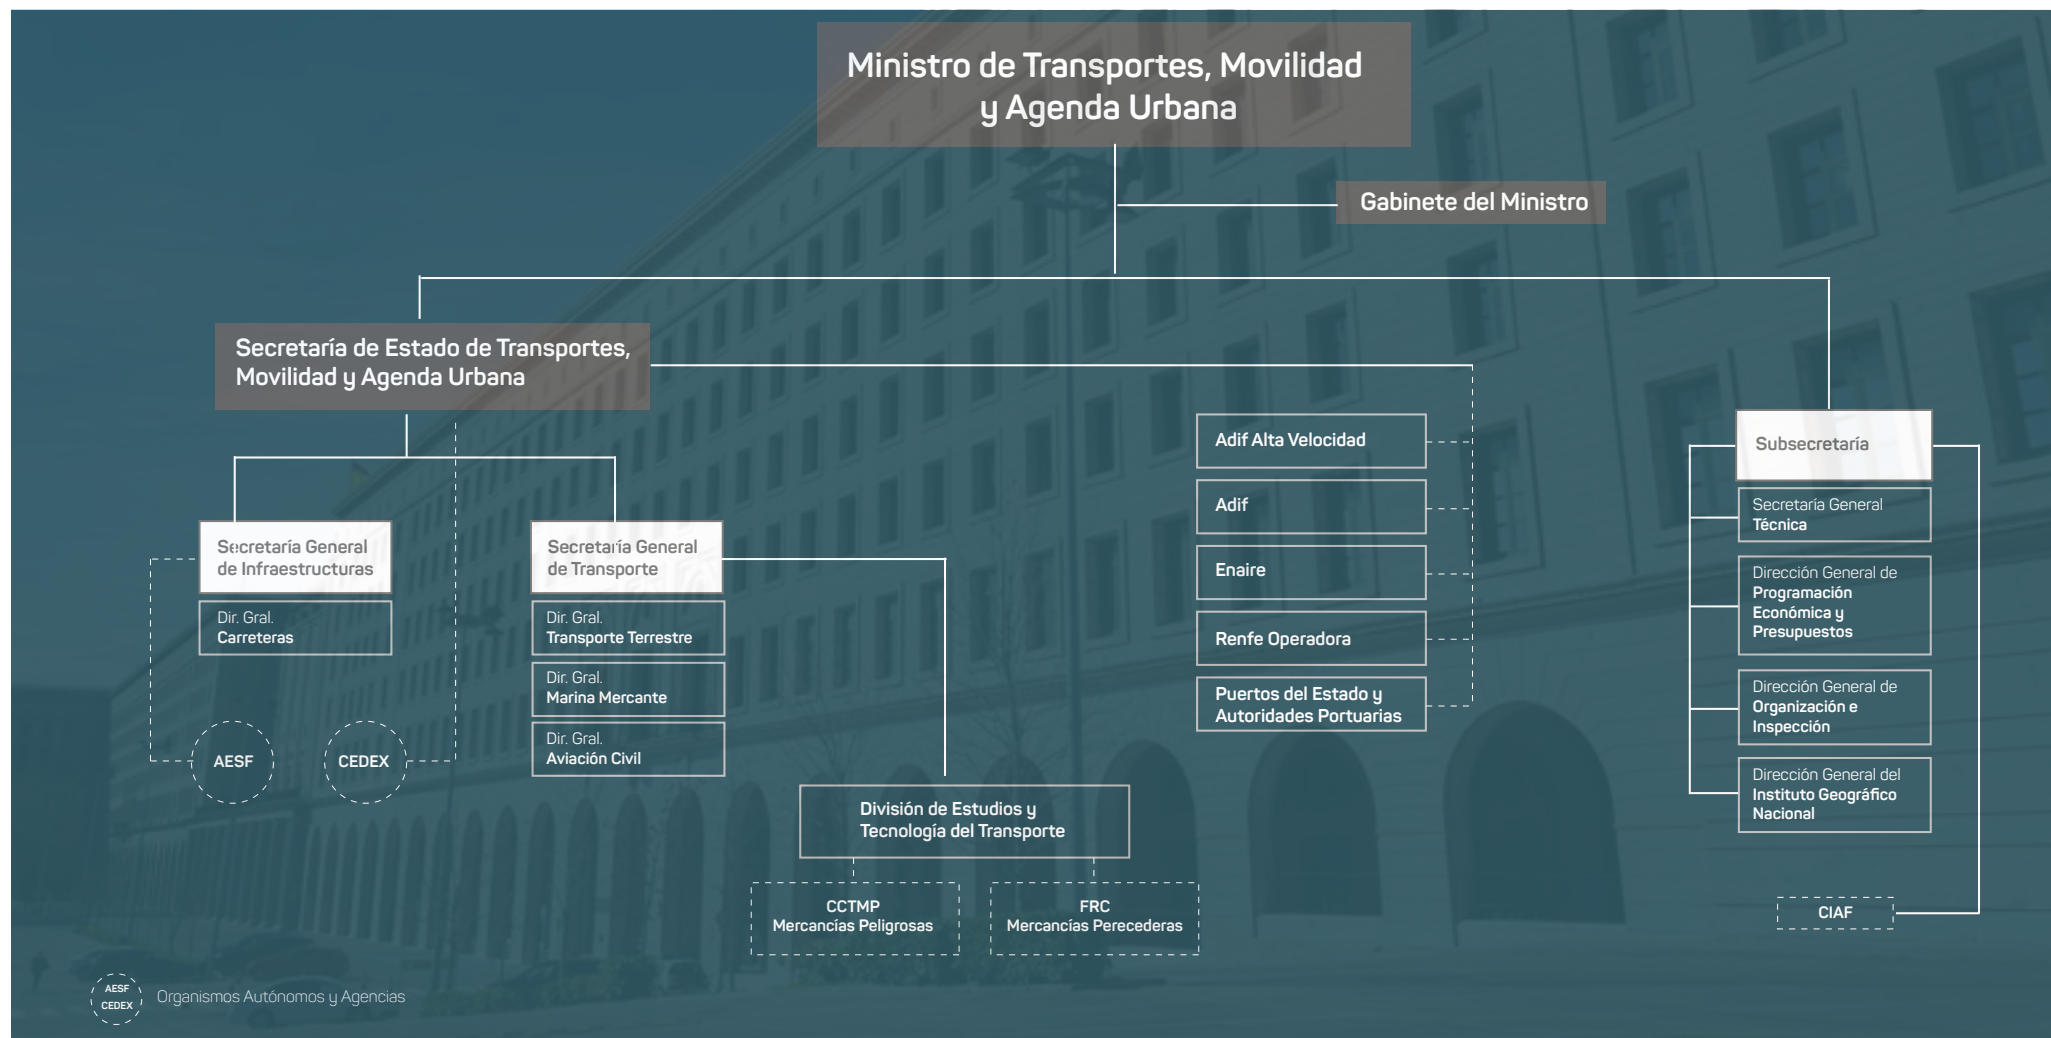 Ministro de Transportes, Movilidad
y Agenda Urbana
Gabinete del Ministro
Secretaría de Estado de Transportes,
Movilidad y Agenda Urbana
Secretaría General
de Infraestructuras
Dir. Gral.
Carreteras
AESF
CEDEX
Secretaría General
de Transporte
Dir. Gral.
Transporte Terrestre
Dir. Gral.
Marina Mercante
Dir. Gral.
Aviación Civil
División de Estudios y
Tecnología del Transporte
CCTMP
Mercancías Peligrosas
FRC
Mercancías Perecederas
Adif Alta Velocidad
Adif
Enaire
Renfe Operadora
Puertos del Estado y
Autoridades Portuarias
Subsecretaría
Secretaría General
Técnica
Dirección General de
Programación
Económica y
Presupuestos
Dirección General de
Organización e
Inspección
Dirección General del
Instituto Geográfico
Nacional
CIAF
AESF
CEDEX
Organismos Autónomos y Agencias